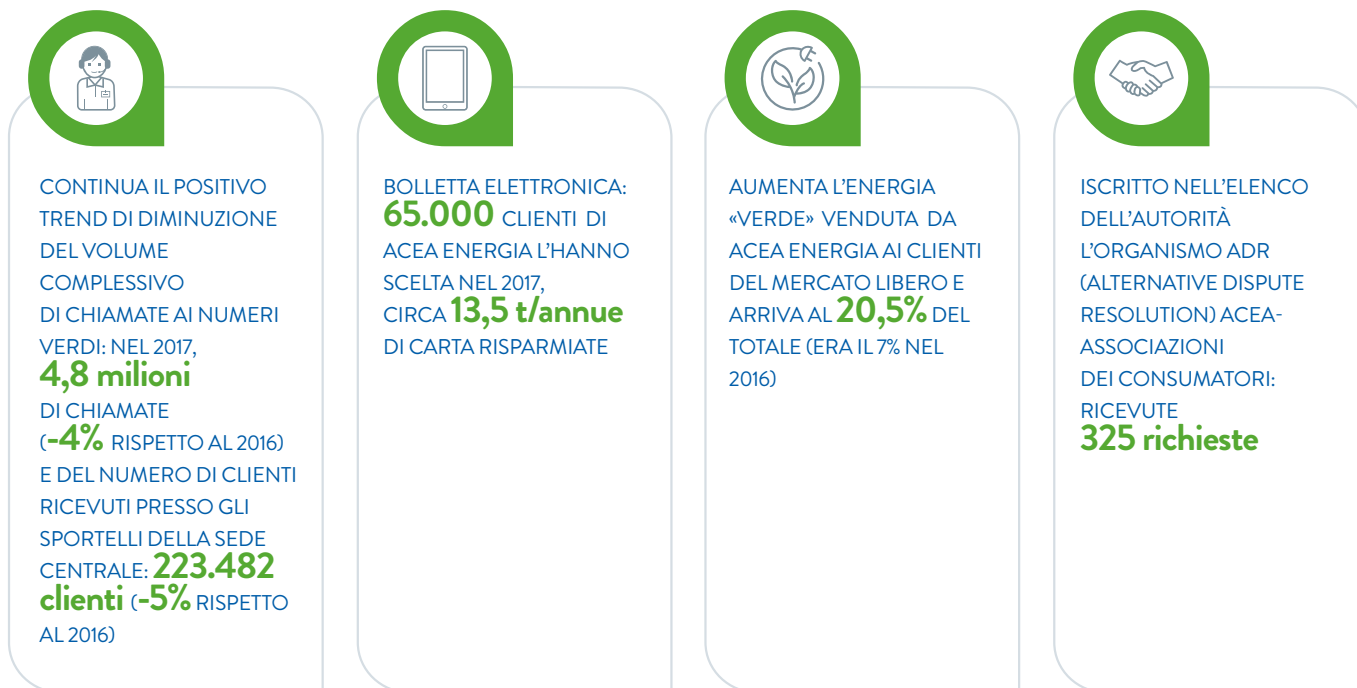 CONTINUA IL POSITIVO
TREND DI DIMINUZIONE
DEL VOLUME
COMPLESSIVO
DI CHIAMATE AI NUMERI
VERDI: NEL 2017,
4,8 milioni
DI CHIAMATE
(-4% RISPETTO AL 2016)
E DEL NUMERO DI CLIENTI
RICEVUTI PRESSO GLI
SPORTELLI DELLA SEDE
CENTRALE: 223.482
clienti (-5% RISPETTO
AL 2016)
BOLLETTA ELETTRONICA:
65.000 CLIENTI DI
ACEA ENERGIA L'HANNO
SCELTA NEL 2017,
CIRCA 13,5 t/annue
DI CARTA RISPARMIATE
AUMENTA L'ENERGIA
«VERDE» VENDUTA DA
ACEA ENERGIA AI CLIENTI
DEL MERCATO LIBERO E
ARRIVA AL 20,5% DEL
TOTALE (ERA IL 7% NEL
2016)
ISCRITTO NELL'ELENCO
DELL'AUTORITÀ
L'ORGANISMO ADR
(ALTERNATIVE DISPUTE
RESOLUTION) ACEA-
ASSOCIAZIONI
DEI CONSUMATORI:
RICEVUTE
325 richieste